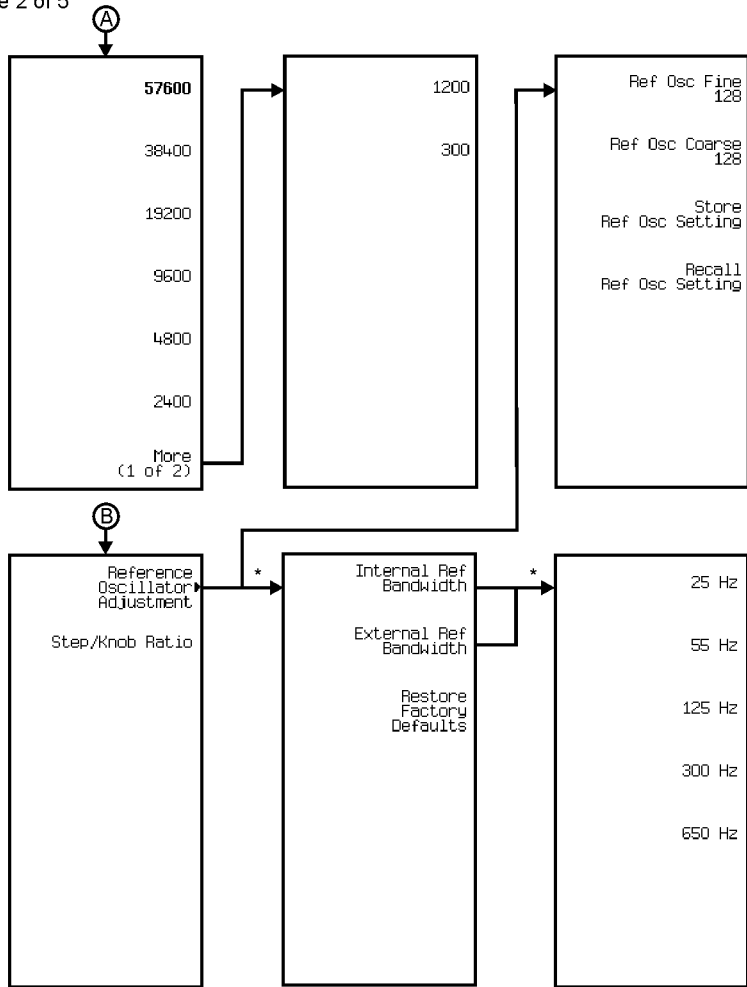 e 2 of 5
A
57600
38400
19200
9600
4800
2400
More
(1 of 2)
1200
300
Ref Osc Fine
128
Ref Osc Coarse
128
Store
Ref Osc Setting
Recall
Ref Osc Setting
B
Reference
Oscillator
Adjustment
Step/Knob Ratio
*
Internal Ref
Bandwidth
External Ref
Bandwidth
Restore
Factory
Defaults
*
25 Hz
55 Hz
125 Hz
300 Hz
650 Hz